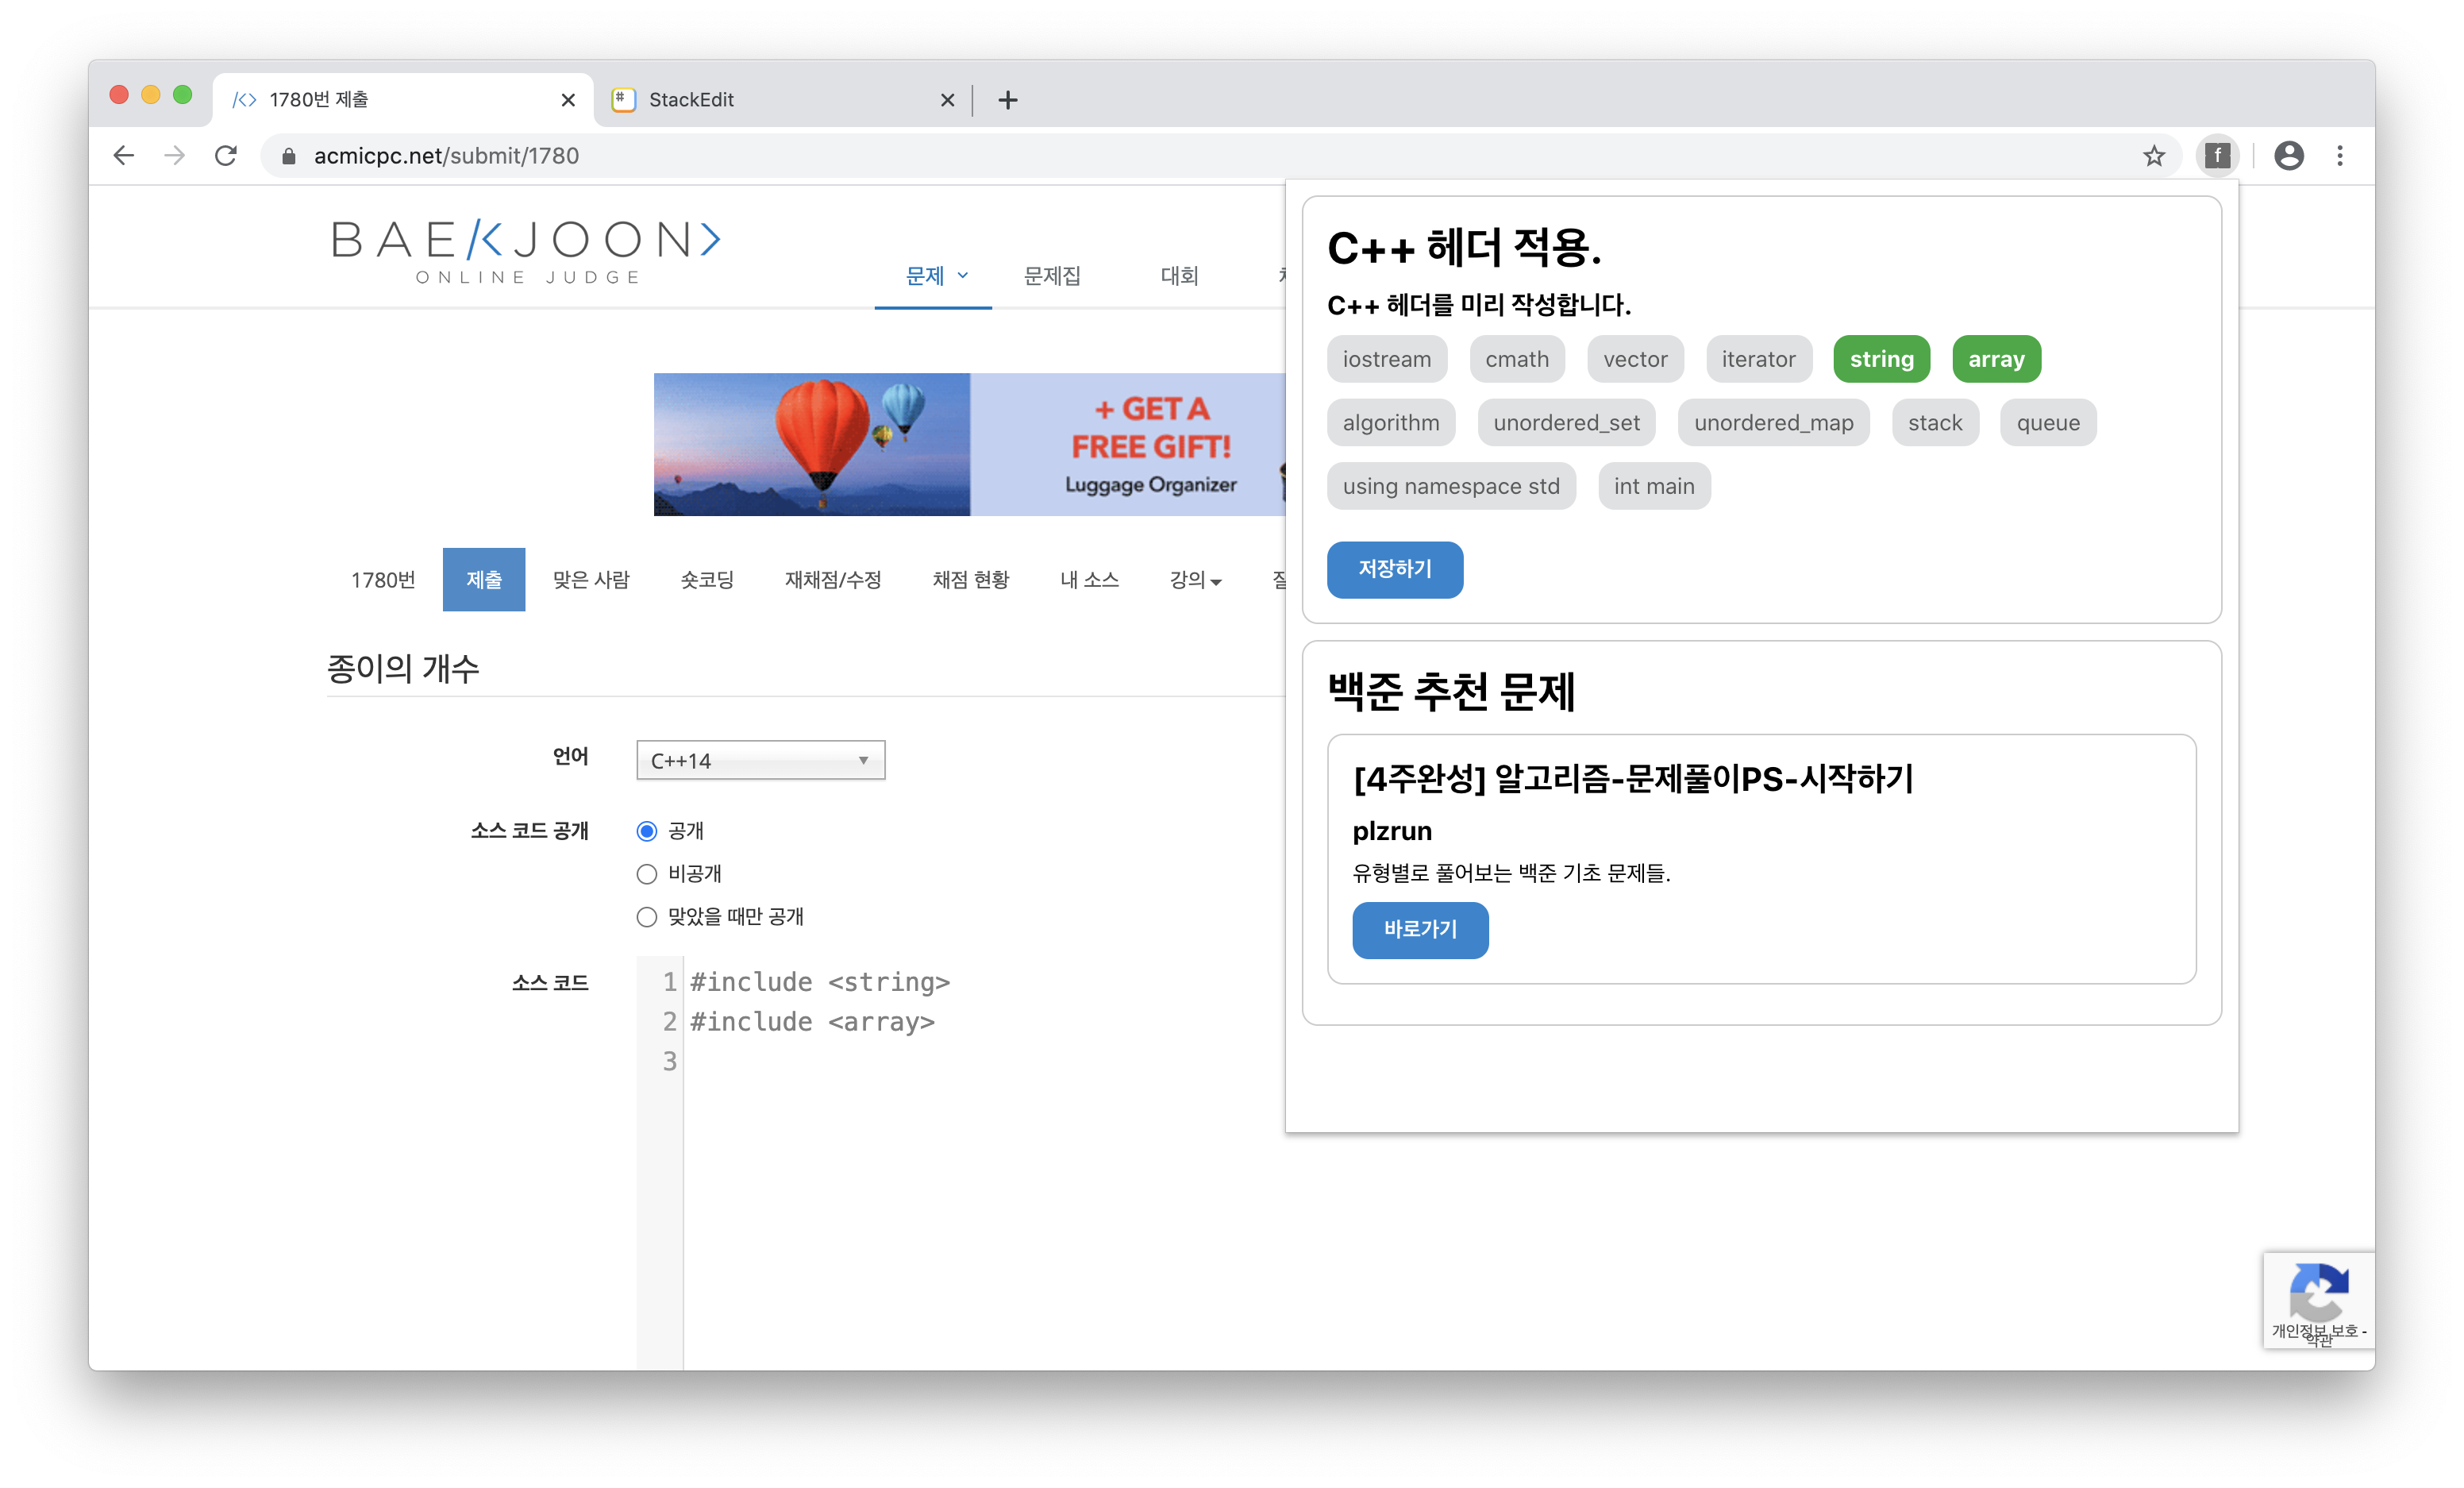 1780번 제출
StackEdit
acmicpc.net/submit/1780
f
BAEKJOON
ONLINE JUDGE
문제
문제집
대회
+ GET A
FREE GIFT!
Luggage Organizer
1780번
제출
맞은 사람
숏코딩
재채점/수정
채점 현황
내 소스
강의
종이의 개수
언어
C++14
소스 코드 공개
공개
비공개
맞았을 때만 공개
소스 코드
1 #include <string>
2 #include <array>
3
C++ 헤더 적용.
C++ 헤더를 미리 작성합니다.
iostream cmath vector iterator string array
algorithm unordered_set unordered_map stack queue
using namespace std int main
저장하기
백준 추천 문제
[4주완성] 알고리즘-문제풀이PS-시작하기
plzrun
유형별로 풀어보는 백준 기초 문제들.
바로가기
개인정보 보호 -
약관